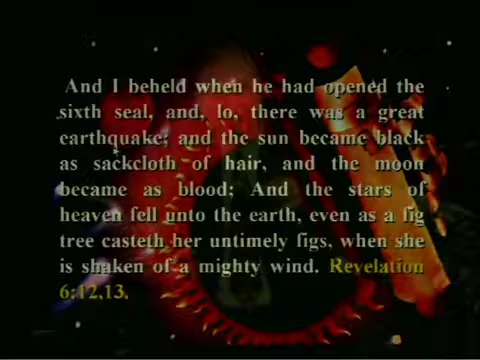 And I beheld when he had opened the
sixth seal, and, lo, there was a great
earthquake; and the sun became black
as sackcloth of hair, and the moon
became as blood; And the stars of
heaven fell unto the earth, even as a fig
tree casteth her untimely figs, when she
is shaken of a mighty wind. Revelation
6:12,13.